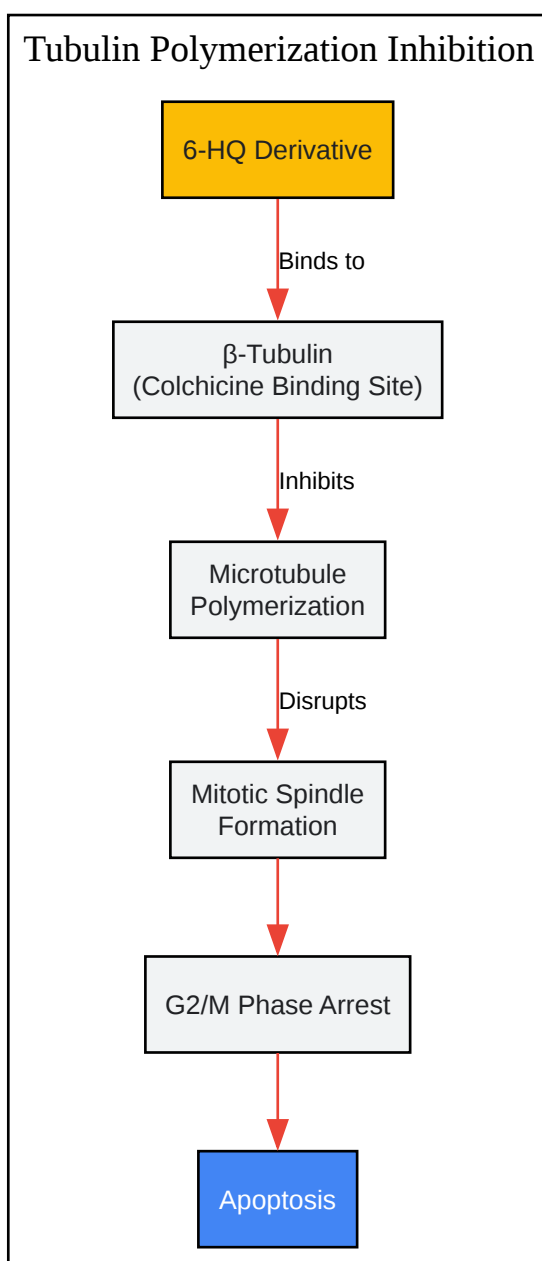 Tubulin Polymerization Inhibition
6-HQ Derivative
Binds to
β-Tubulin
(Colchicine Binding Site)
Inhibits
Microtubule
Polymerization
Disrupts
Mitotic Spindle
Formation
G2/M Phase Arrest
Apoptosis